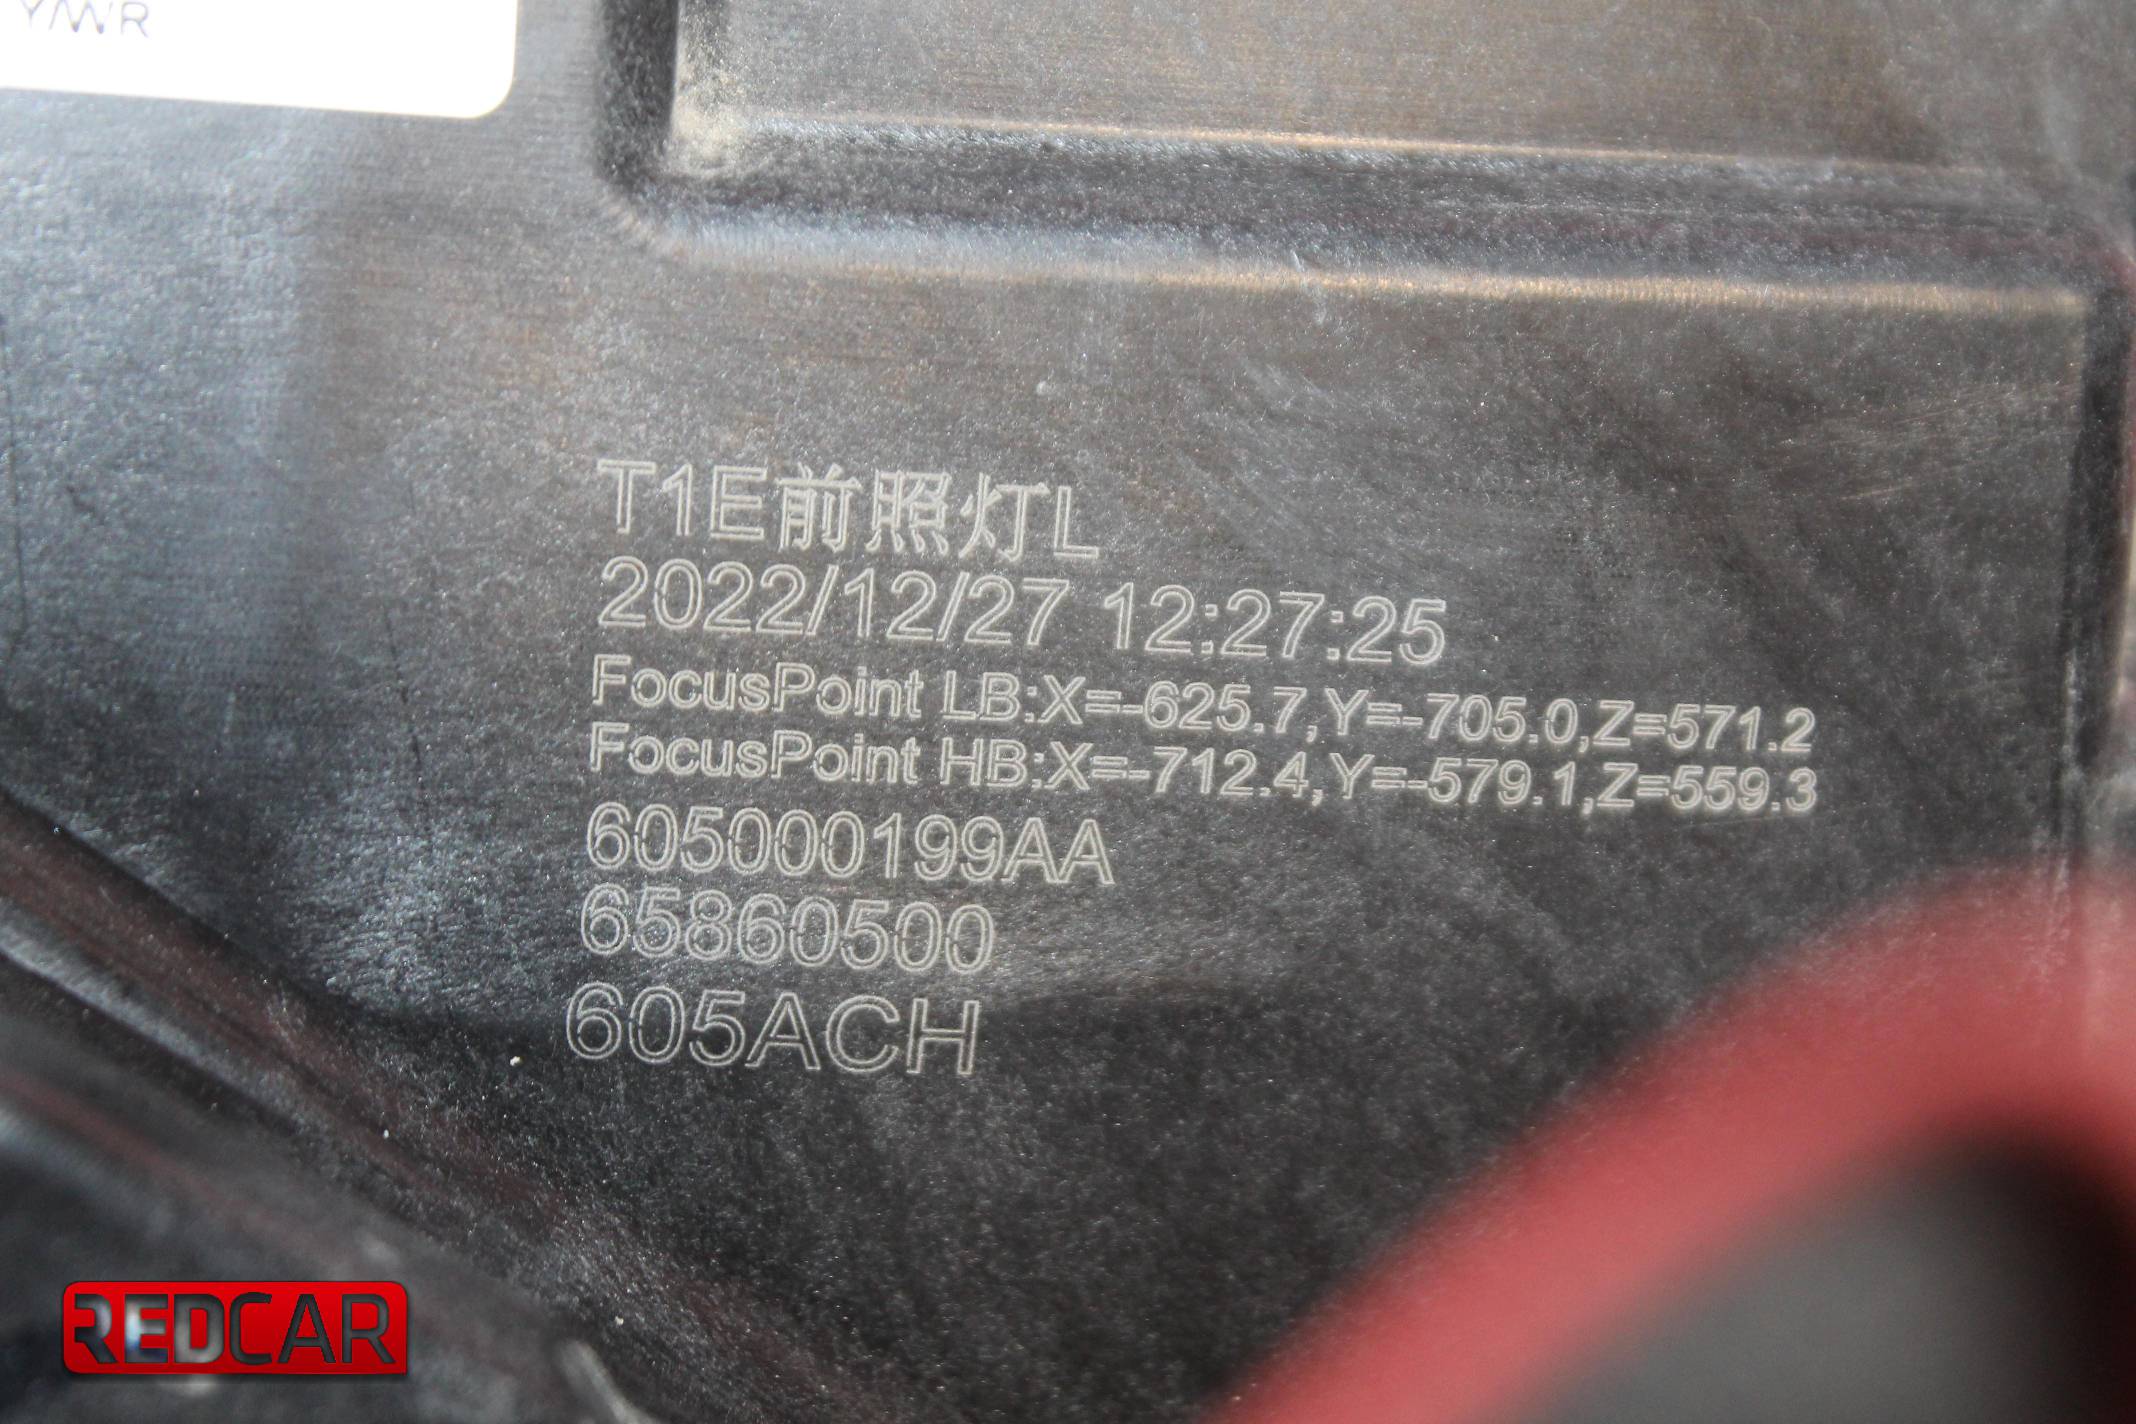 T1E前照灯L
2022/12/27 12:27:25
FocusPoint LB:X=-625.7,Y=-705.0,Z=571.2
FocusPoint HB:X=-712.4,Y=-579.1,Z=559.3
605000199AA
65860500
605ACH
REDCAR